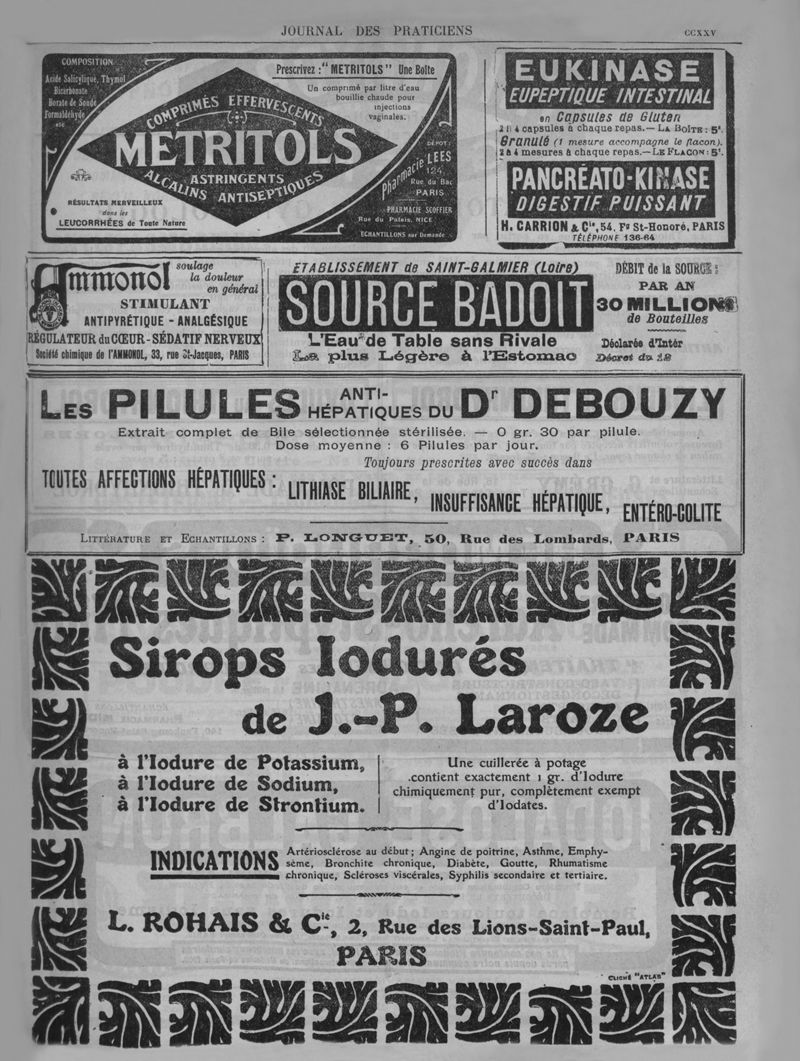 JOURNAL DES PRATICIENS
CCXXV
COMPOSITION
Acide Salicylique, Thymol
Bicarbonate
Borate de Soude
Formaldéhyde
etc
Prescrivez : "METRITOLS" Une Boîte
Un comprimé par litre d'eau
bouillie chaude pour
injections
vaginales.
COMPRIMÉS EFFERVESCENTS
METRITOLS
ASTRINGENTS
ALCALINS ANTISEPTIQUES
RÉSULTATS MERVEILLEUX
dans les
LEUCORRHÉES de Toute Nature
DÉPOT :
Pharmacie LEES
124,
Rue du Bac
PARIS
PHARMACIE SCOFFIER
Rue du Palais, NICE
ECHANTILLONS sur Demande
EUKINASE
EUPEPTIQUE INTESTINAL
en Capsules de Gluten
2 à 4 capsules à chaque repas.— LA BOÎTE : 5f.
Granulé (1 mesure accompagne le flacon).
2 à 4 mesures à chaque repas.—LE FLACON : 5f.
PANCRÉATO-KINASE
DIGESTIF PUISSANT
H. CARRION & Cie, 54, Fg St-Honoré, PARIS
TÉLÉPHONE 136-64
Ammonol
soulage
la douleur
en général
STIMULANT
ANTIPYRÉTIQUE - ANALGÉSIQUE
RÉGULATEUR du CŒUR - SÉDATIF NERVEUX
Société chimique de l'AMMONOL, 33, rue St-Jacques, PARIS
ÉTABLISSEMENT de SAINT-GALMIER (Loire)
SOURCE BADOIT
L'Eau de Table sans Rivale
La plus Légère à l'Estomac
DÉBIT de la SOURCE :
PAR AN
30 MILLIONS
de Bouteilles
Déclarée d'Intér
Décret du 12
LES PILULES ANTI-HÉPATIQUES DU Dr DEBOUZY
Extrait complet de Bile sélectionnée stérilisée. — 0 gr. 30 par pilule.
Dose moyenne : 6 Pilules par jour.
Toujours prescrites avec succès dans
TOUTES AFFECTIONS HÉPATIQUES : LITHIASE BILIAIRE, INSUFFISANCE HÉPATIQUE, ENTÉRO-COLITE
LITTÉRATURE ET ECHANTILLONS : P. LONGUET, 50, Rue des Lombards, PARIS
Sirops Iodurés
de J.-P. Laroze
à l'Iodure de Potassium,
à l'Iodure de Sodium,
à l'Iodure de Strontium.
Une cuillerée à potage
contient exactement 1 gr. d'Iodure
chimiquement pur, complètement exempt
d'Iodates.
INDICATIONS
Artériosclérose au début ; Angine de poitrine, Asthme, Emphy-
sème, Bronchite chronique, Diabète, Goutte, Rhumatisme
chronique, Scléroses viscérales, Syphilis secondaire et tertiaire.
L. ROHAIS & Cie, 2, Rue des Lions-Saint-Paul,
PARIS
CLICHÉ "ATLAS"